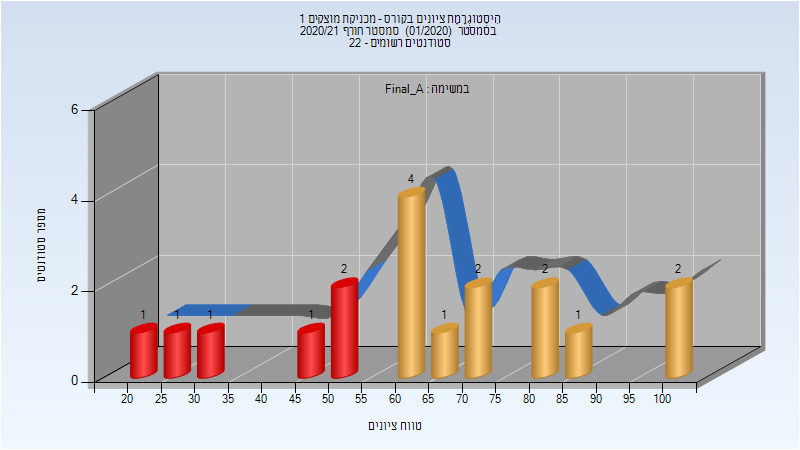 היסטוגרמת ציונים בקורס - מכניקת מוצקים 1
בסמסטר (01/2020) סמסטר חורף 2020/21
סטודנטים רשומים - 22
במשימה : Final_A
מספר סטודנטים
6
4
2
0
1 1 1 1 2 4 1 2 2 1 2
20 25 30 35 40 45 50 55 60 65 70 75 80 85 90 95 100
טווח ציונים